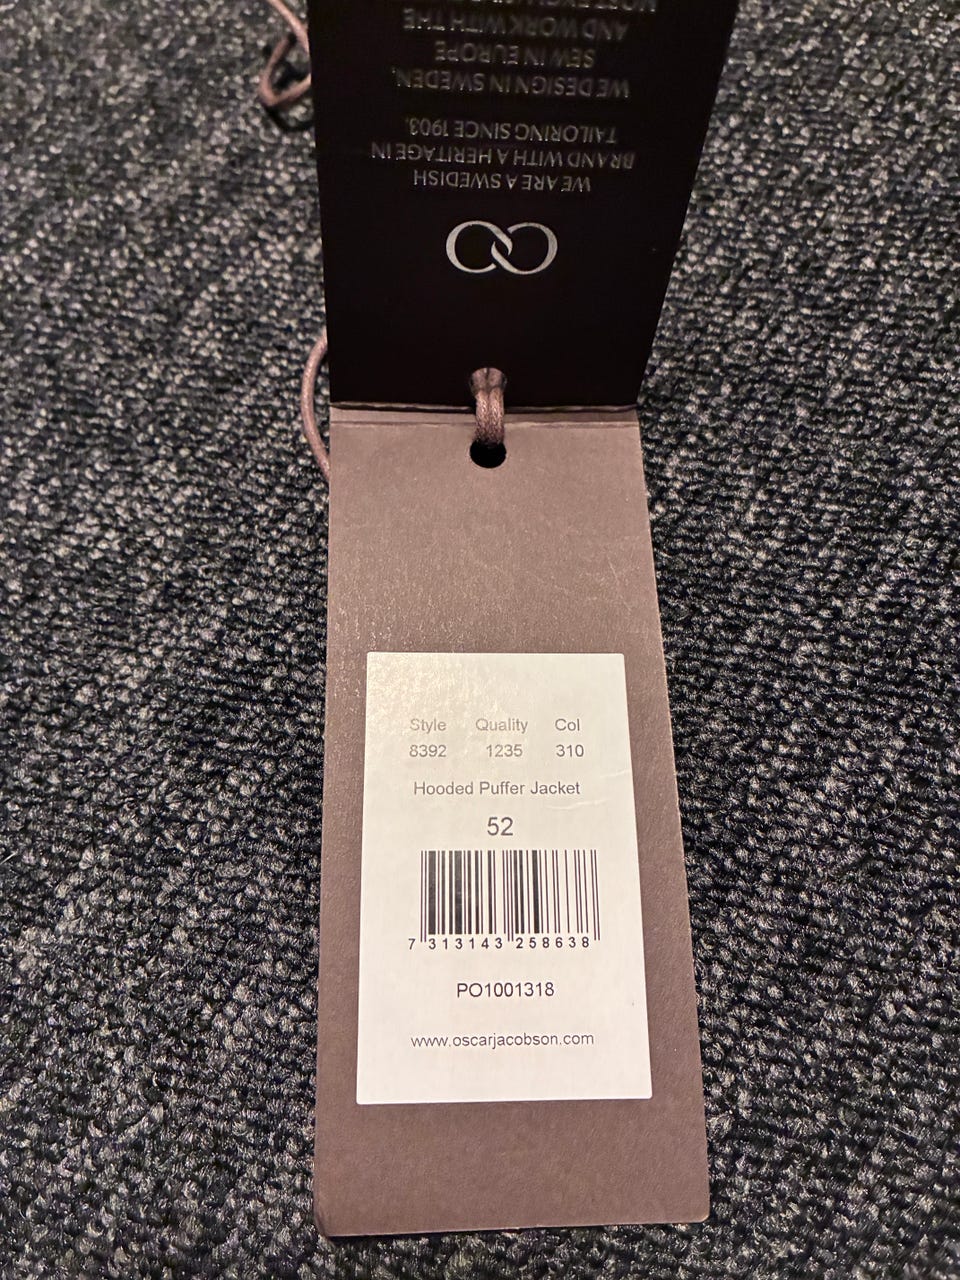 WE ARE A SWEDISH
BRAND WITH A HERITAGE IN
TAILORING SINCE 1903.
WE DESIGN IN SWEDEN,
SEW IN EUROPE
AND WORK WITH THE
Style Quality Col
8392 1235 310
Hooded Puffer Jacket
52
7 313143 258638
PO1001318
www.oscarjacobson.com